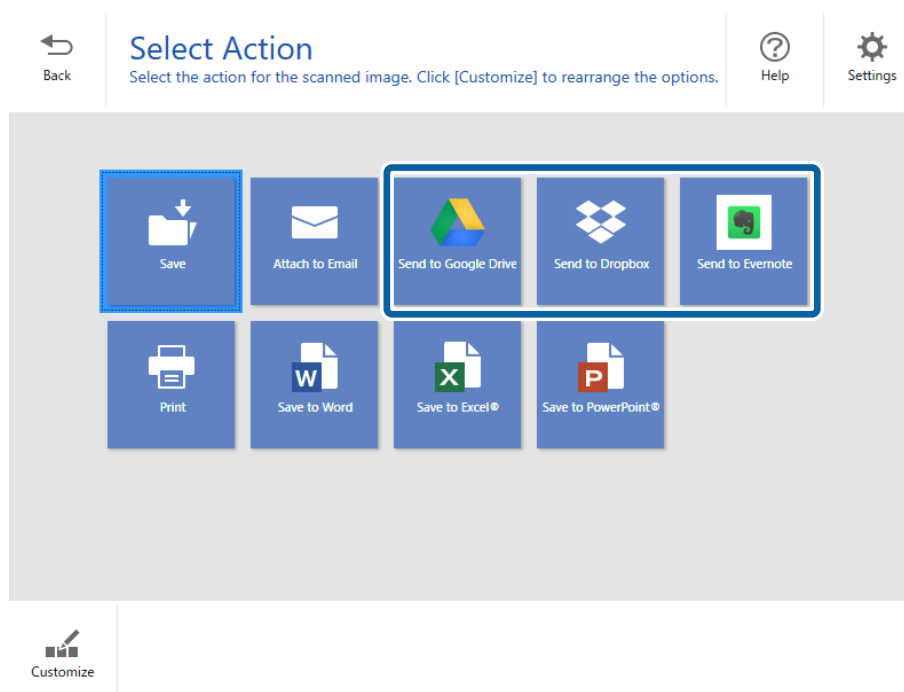 Back
Select Action
Select the action for the scanned image. Click [Customize] to rearrange the options.
Help
Settings
Save
Attach to Email
Send to Google Drive
Send to Dropbox
Send to Evernote
Print
W
Save to Word
X
Save to Excel®
P
Save to PowerPoint®
Customize